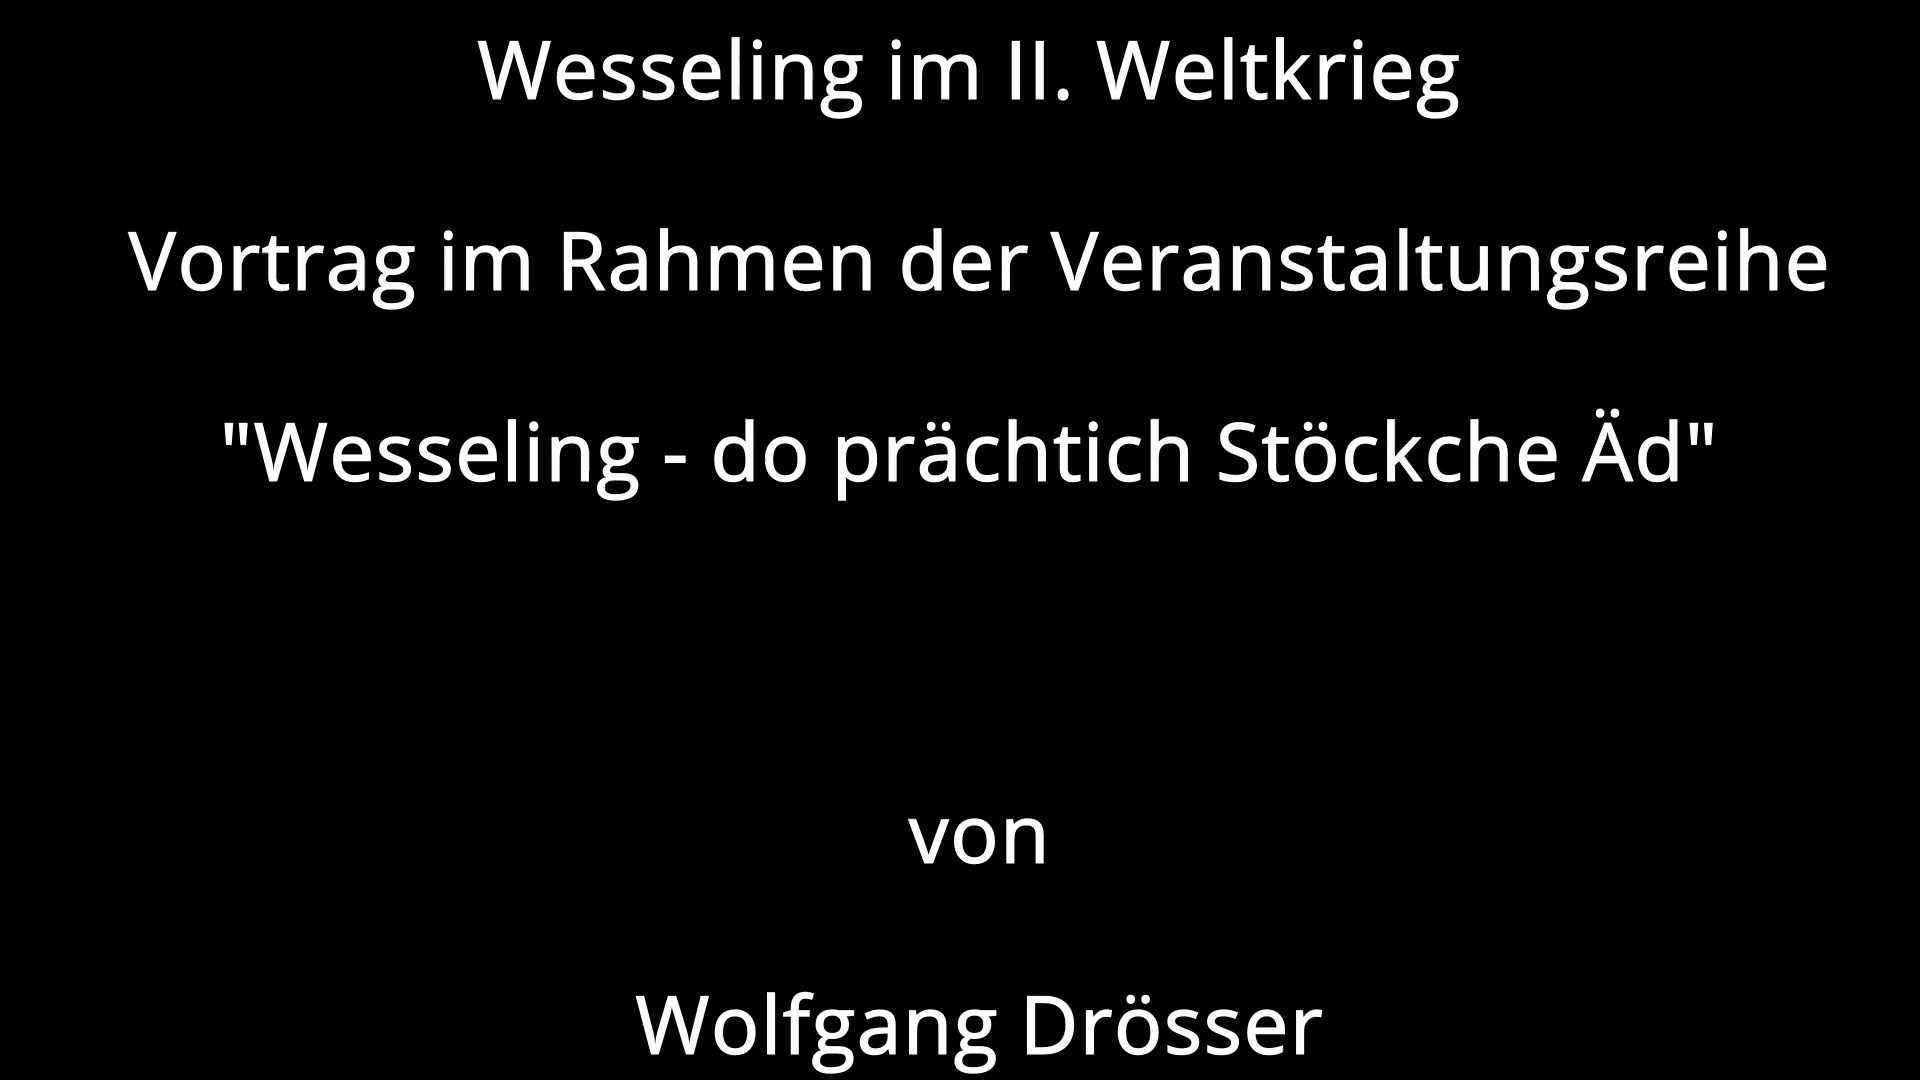 Wesseling im II. Weltkrieg
Vortrag im Rahmen der Veranstaltungsreihe
"Wesseling - do prächtich Stöckche Äd"
von
Wolfgang Drösser